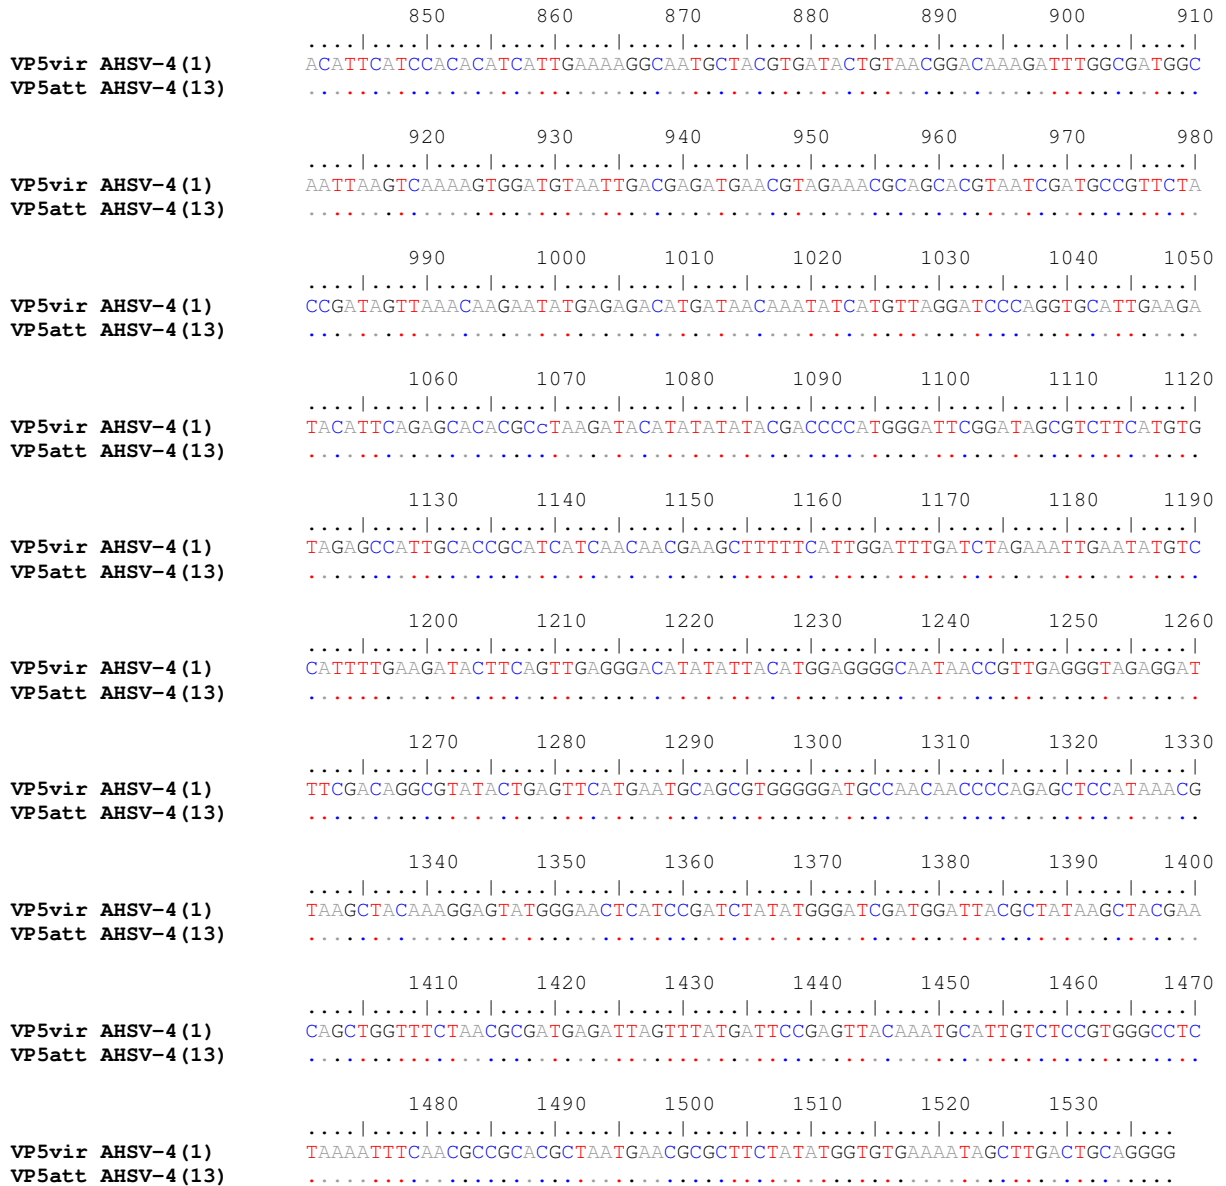 850 860 870 880 890 900 910
....|....|....|....|....|....|....|....|....|....|....|....|....|....|
VP5vir AHSV-4(1) ACATTCATCCACACATCATTGAAAAGGCAATGCTACGTGATACTGTAACGGACAAAGATTTGGCGATGGC
VP5att AHSV-4(13) ......................................................................
920 930 940 950 960 970 980
....|....|....|....|....|....|....|....|....|....|....|....|....|....|
VP5vir AHSV-4(1) AATTAAGTCAAAAGTGGATGTAATTGACGAGATGAACGTAGAAACGCAGCACGTAATCGATGCCGTTCTA
VP5att AHSV-4(13) ......................................................................
990 1000 1010 1020 1030 1040 1050
....|....|....|....|....|....|....|....|....|....|....|....|....|....|
VP5vir AHSV-4(1) CCGATAGTTAAACAAGAATATGAGAGACATGATAACAAATATCATGTTAGGATCCCAGGTGCATTGAAGA
VP5att AHSV-4(13) ......................................................................
1060 1070 1080 1090 1100 1110 1120
....|....|....|....|....|....|....|....|....|....|....|....|....|....|
VP5vir AHSV-4(1) TACATTCAGAGCACACGCcTAAGATACATATATATACGACCCCATGGGATTCGGATAGCGTCTTCATGTG
VP5att AHSV-4(13) ......................................................................
1130 1140 1150 1160 1170 1180 1190
....|....|....|....|....|....|....|....|....|....|....|....|....|....|
VP5vir AHSV-4(1) TAGAGCCATTGCACCGCATCATCAACAACGAAGCTTTTTCATTGGATTTGATCTAGAAATTGAATATGTC
VP5att AHSV-4(13) ......................................................................
1200 1210 1220 1230 1240 1250 1260
....|....|....|....|....|....|....|....|....|....|....|....|....|....|
VP5vir AHSV-4(1) CATTTTGAAGATACTTCAGTTGAGGGACATATATTACATGGAGGGGCAATAACCGTTGAGGGTAGAGGAT
VP5att AHSV-4(13) ......................................................................
1270 1280 1290 1300 1310 1320 1330
....|....|....|....|....|....|....|....|....|....|....|....|....|....|
VP5vir AHSV-4(1) TTCGACAGGCGTATACTGAGTTCATGAATGCAGCGTGGGGGATGCCAACAACCCCAGAGCTCCATAAACG
VP5att AHSV-4(13) ......................................................................
1340 1350 1360 1370 1380 1390 1400
....|....|....|....|....|....|....|....|....|....|....|....|....|....|
VP5vir AHSV-4(1) TAAGCTACAAAGGAGTATGGGAACTCATCCGATCTATATGGGATCGATGGATTACGCTATAAGCTACGAA
VP5att AHSV-4(13) ......................................................................
1410 1420 1430 1440 1450 1460 1470
....|....|....|....|....|....|....|....|....|....|....|....|....|....|
VP5vir AHSV-4(1) CAGCTGGTTTCTAACGCGATGAGATTAGTTTATGATTCCGAGTTACAAATGCATTGTCTCCGTGGGCCTC
VP5att AHSV-4(13) ......................................................................
1480 1490 1500 1510 1520 1530
....|....|....|....|....|....|....|....|....|....|....|....|....|...
VP5vir AHSV-4(1) TAAAATTTCAACGCCGCACGCTAATGAACGCGCTTCTATATGGTGTGAAAATAGCTTGACTGCAGGGG
VP5att AHSV-4(13) ....................................................................